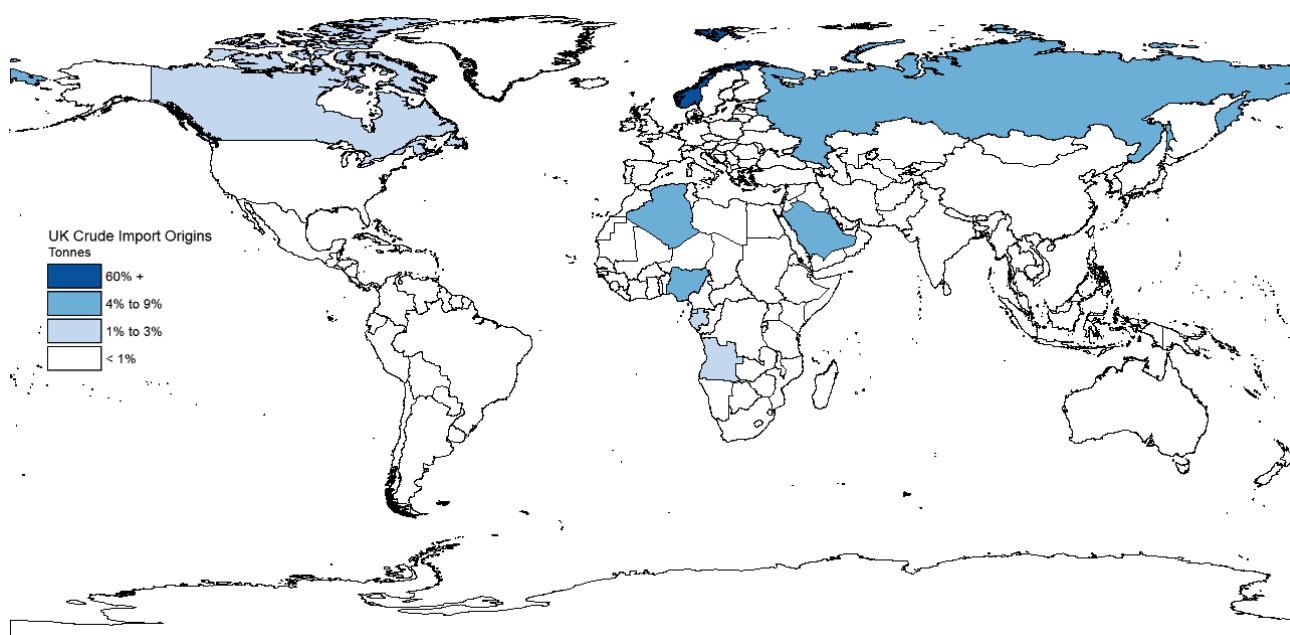 UK Crude Import Origins
Tonnes
60% +
4% to 9%
1% to 3%
< 1%